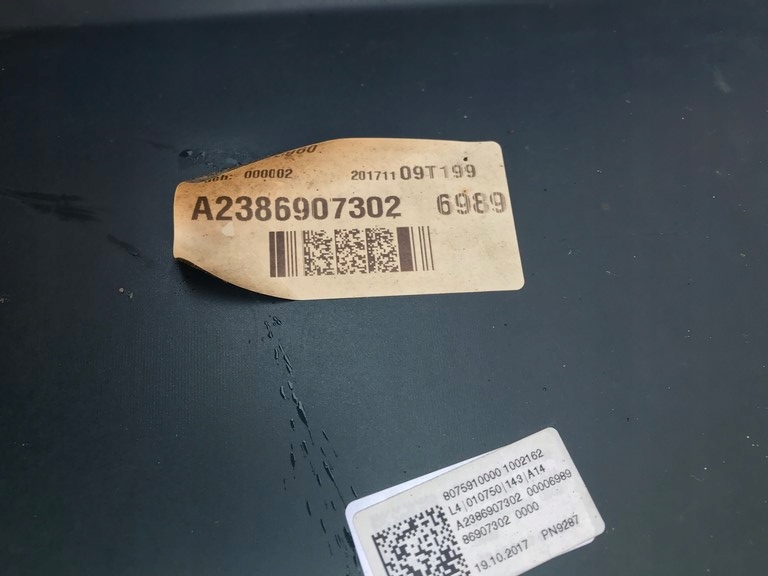 000002 201711 09T199
A2386907302 6989
8075910000 1002162
L4 010750 143 A14
A2386907302 00006989
86907302 0000
19.10.2017 PN9287